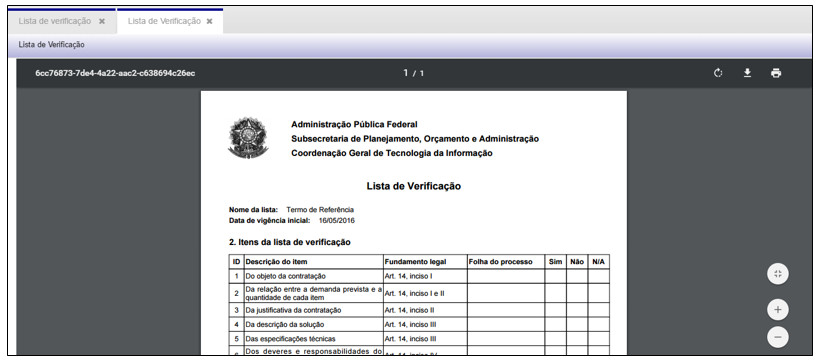 Lista de verificação ✖ Lista de Verificação ✖
Lista de Verificação
6cc76873-7de4-4a22-aac2-c638694c26ec 1 / 1
Administração Pública Federal
Subsecretaria de Planejamento, Orçamento e Administração
Coordenação Geral de Tecnologia da Informação
Lista de Verificação
Nome da lista: Termo de Referência
Data de vigência inicial: 16/05/2016
2. Itens da lista de verificação
ID Descrição do item Fundamento legal Folha do processo Sim Não N/A
1 Do objeto da contratação Art. 14, inciso I
2 Da relação entre a demanda prevista e a quantidade de cada item Art. 14, inciso I e II
3 Da justificativa da contratação Art. 14, inciso II
4 Da descrição da solução Art. 14, inciso III
5 Das especificações técnicas Art. 14, inciso III
6 Dos deveres e responsabilidades do Art. 14, inciso IV